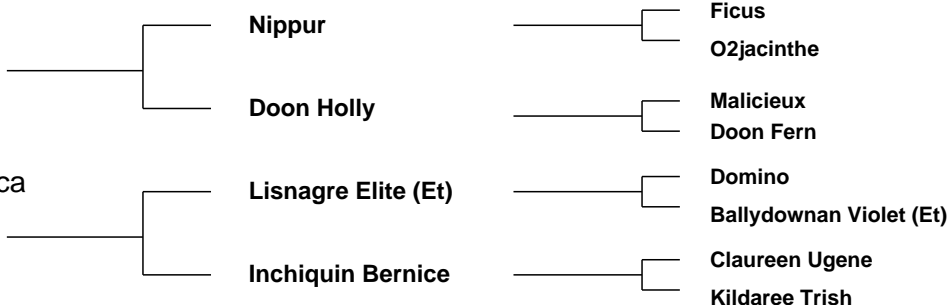 Nippur
Ficus
O2jacinthe
Doon Holly
Malicieux
Doon Fern
ca
Lisnagre Elite (Et)
Domino
Ballydownan Violet (Et)
Inchiquin Bernice
Claureen Ugene
Kildaree Trish